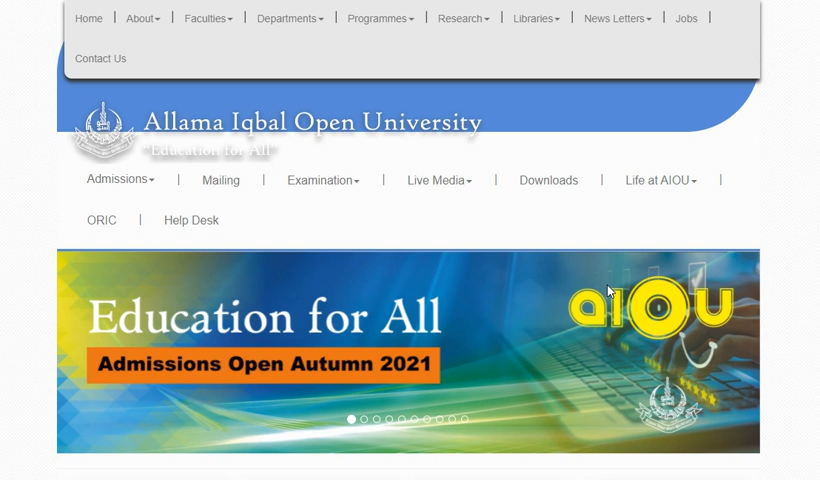 Home | About | Faculties | Departments | Programmes | Research | Libraries | News Letters | Jobs |
Contact Us
Allama Iqbal Open University
"Education for All"
Admissions | Mailing | Examination | Live Media | Downloads | Life at AIOU |
ORIC | Help Desk
Education for All
aiou
Admissions Open Autumn 2021